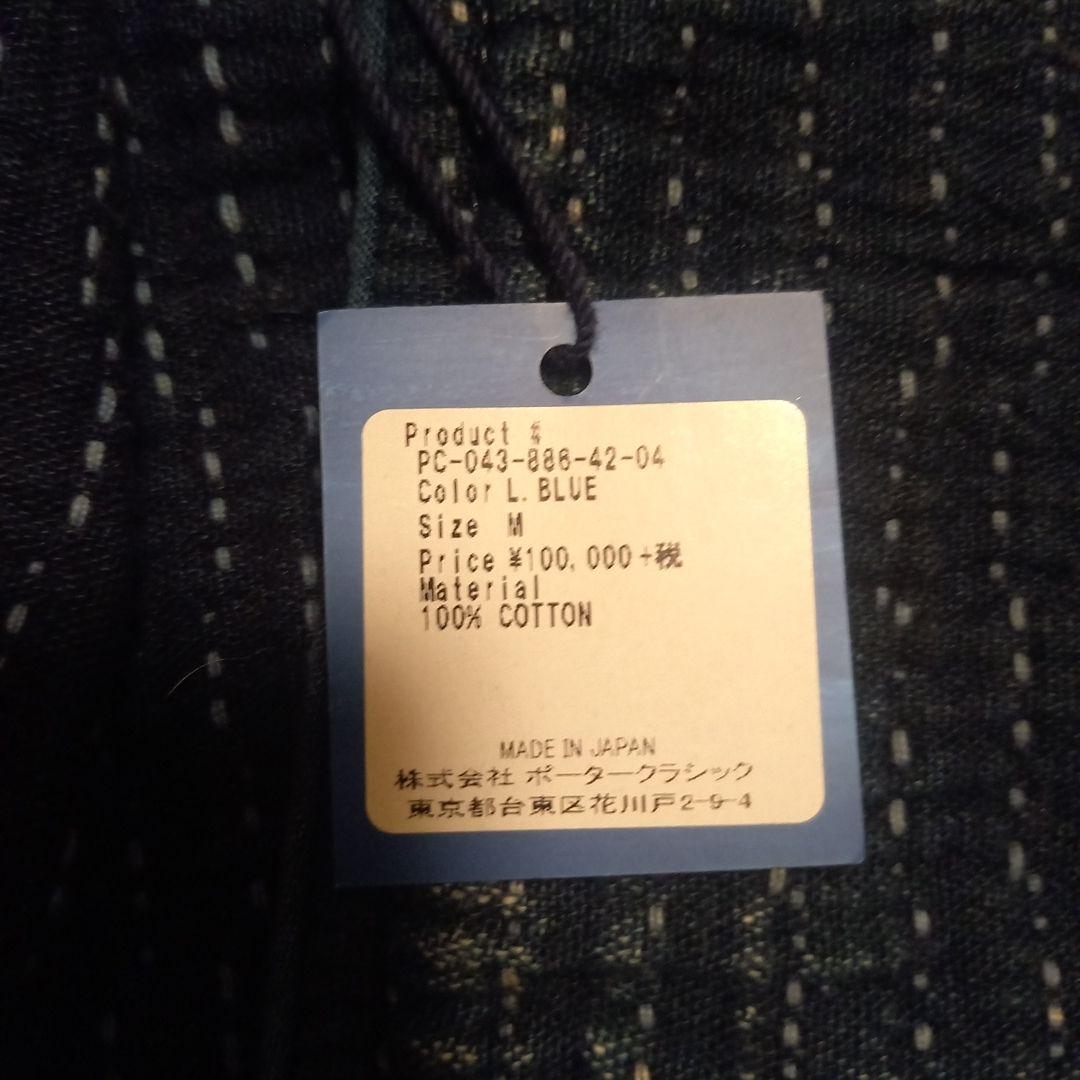 Product #
PC-043-886-42-04
Color L.BLUE
Size M
Price ¥100,000+税
Material
100% COTTON
MADE IN JAPAN
株式会社 ポータークラシック
東京都台東区花川戸2-9-4